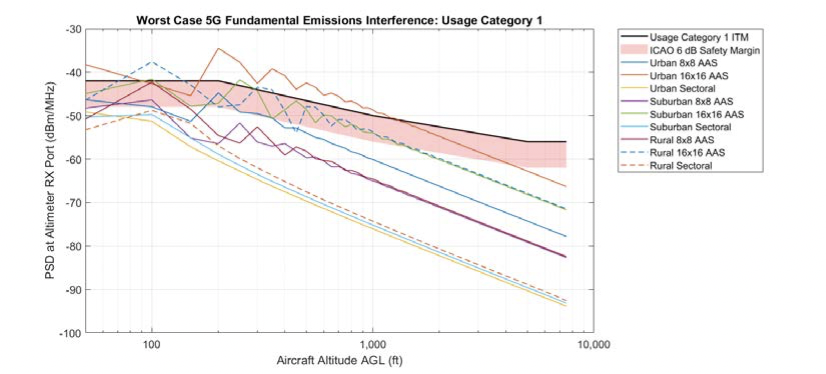 Worst Case 5G Fundamental Emissions Interference: Usage Category 1
-30
-40
-50
-60
-70
-80
-90
-100
PSD at Altimeter RX Port (dBm/MHz)
100
1,000
10,000
Aircraft Altitude AGL (ft)
Usage Category 1 ITM
ICAO 6 dB Safety Margin
Urban 8x8 AAS
Urban 16x16 AAS
Urban Sectoral
Suburban 8x8 AAS
Suburban 16x16 AAS
Suburban Sectoral
Rural 8x8 AAS
Rural 16x16 AAS
Rural Sectoral